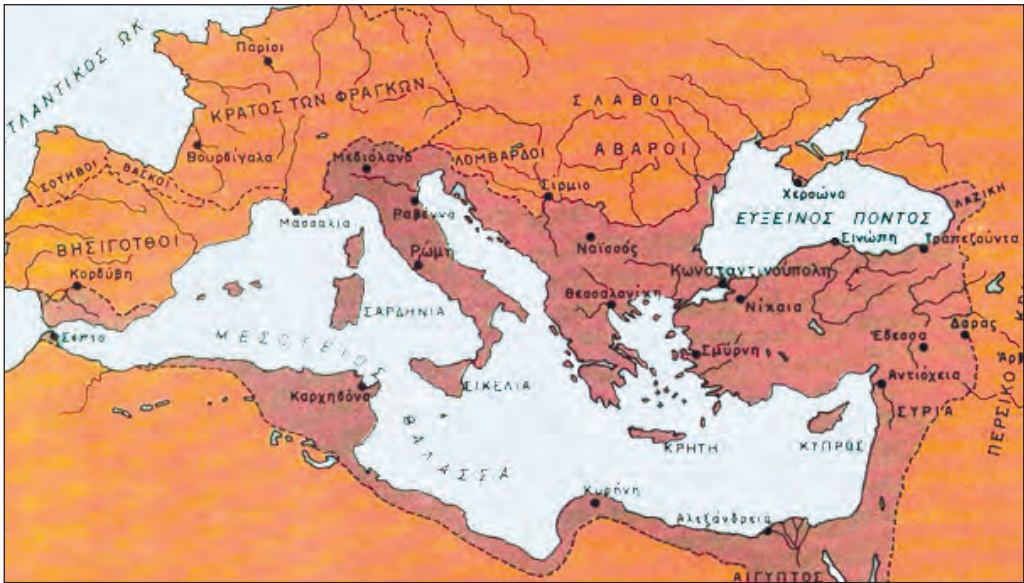 ΤΛΑΝΤΙΚΟΣ ΩΚ
Παρίσι
ΚΡΑΤΟΣ ΤΩΝ ΦΡΑΓΚΩΝ
ΣΛΑΒΟΙ
ΑΒΑΡΟΙ
Βουρδίγαλα
Μεδιόλανο
ΛΟΜΒΑΡΔΟΙ
ΣΟΥΗΒΟΙ
ΒΑΣΚΟΙ
Σίρμιο
Χερσώνα
ΛΑΖΙΚΗ
Μασσαλία
Ραβέννα
ΕΥΞΕΙΝΟΣ ΠΟΝΤΟΣ
ΒΗΣΙΓΟΤΘΟΙ
Ναϊσσός
Σινώπη
Τραπεζούντα
Ρώμη
Κορδύβη
Κωνσταντινούπολη
Θεσσαλονίκη
Νίκαια
ΣΑΡΔΗΝΙΑ
Σέπτο
ΜΕΣΟΓΕΙΟΣ
Σμύρνη
Έδεσσα
Δάρας
Καρχηδόνα
ΣΙΚΕΛΙΑ
Αντιόχεια
ΣΥΡΙΑ
ΘΑΛΑΣΣΑ
ΚΡΗΤΗ
ΚΥΠΡΟΣ
ΠΕΡΣΙΚΟ
Κυρήνη
Αλεξάνδρεια
ΑΙΓΥΠΤΟΣ